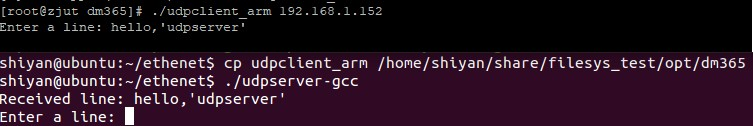 [root@zjut dm365]# ./udpclient_arm 192.168.1.152
Enter a line: hello,'udpserver'
shiyan@ubuntu:~/ethenet$ cp udpclient_arm /home/shiyan/share/filesys_test/opt/dm365
shiyan@ubuntu:~/ethenet$ ./udpserver-gcc
Received line: hello,'udpserver'
Enter a line: